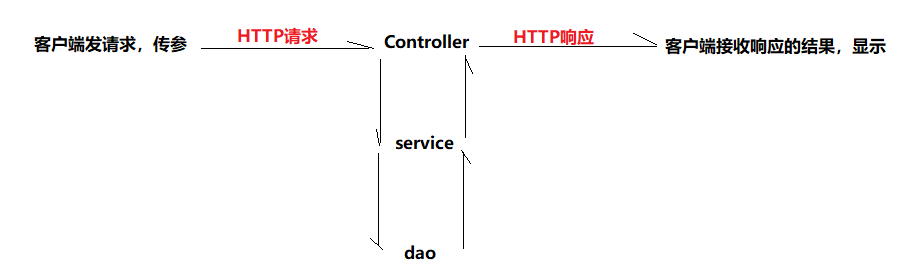 客户端发请求，传参
HTTP请求
Controller
HTTP响应
客户端接收响应的结果，显示
service
dao